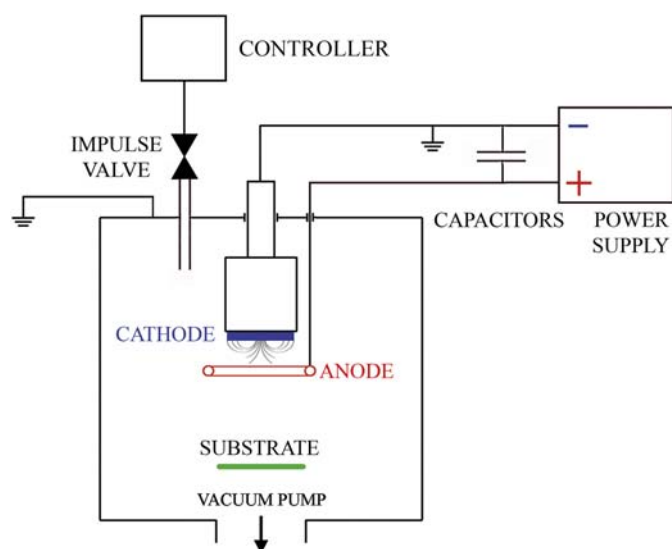 CONTROLLER
IMPULSE
VALVE
−
+
CAPACITORS
POWER
SUPPLY
CATHODE
ANODE
SUBSTRATE
VACUUM PUMP